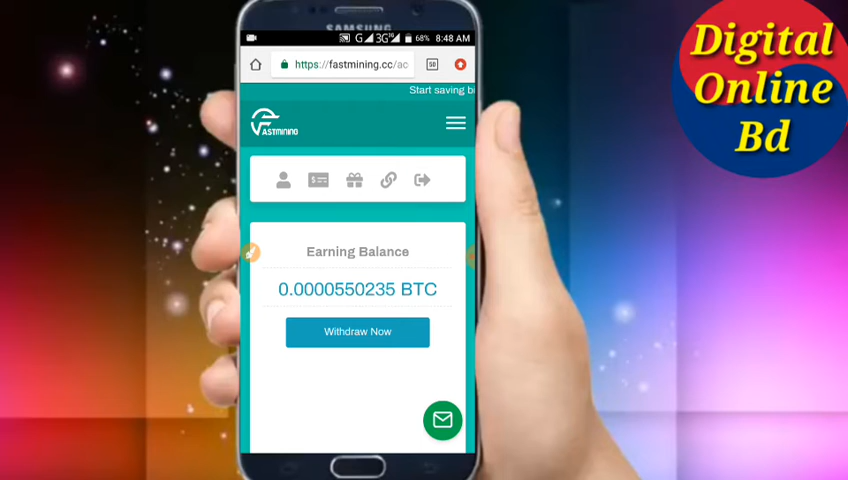 SAMSUNG
G 3G 68% 8:48 AM
https://fastmining.cc/ac
50
Start saving bi
FASTMINING
Earning Balance
0.0000550235 BTC
Withdraw Now
Digital
Online
Bd